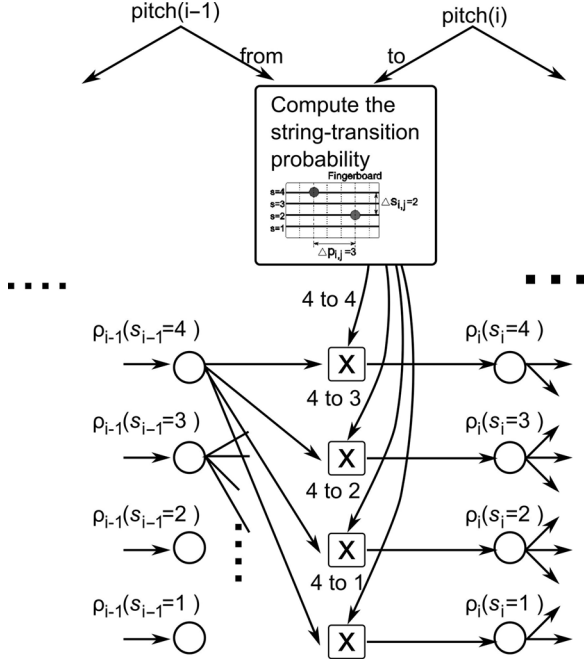 pitch(i−1)
pitch(i)
from
to
Compute the
string-transition
probability
Fingerboard
s=4
s=3
s=2
s=1
△s_{i,j}=2
△p_{i,j}=3
4 to 4
ρ_{i-1}(s_{i−1}=4)
ρ_i(s_i=4)
X
4 to 3
ρ_{i-1}(s_{i−1}=3)
ρ_i(s_i=3)
X
4 to 2
ρ_{i-1}(s_{i−1}=2)
ρ_i(s_i=2)
X
4 to 1
ρ_{i-1}(s_{i−1}=1)
ρ_i(s_i=1)
X